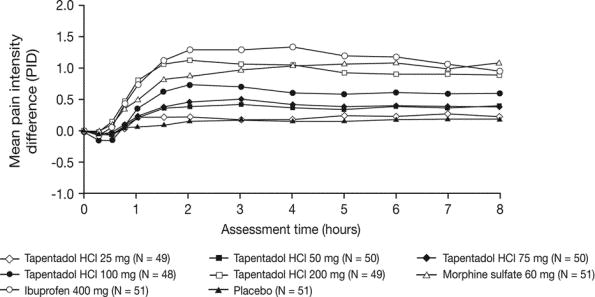 2.0
1.5
1.0
0.5
0.0
-0.5
-1.0
Mean pain intensity
difference (PID)
0 1 2 3 4 5 6 7 8
Assessment time (hours)
Tapentadol HCl 25 mg (N = 49) Tapentadol HCl 50 mg (N = 50) Tapentadol HCl 75 mg (N = 50)
Tapentadol HCl 100 mg (N = 48) Tapentadol HCl 200 mg (N = 49) Morphine sulfate 60 mg (N = 51)
Ibuprofen 400 mg (N = 51) Placebo (N = 51)